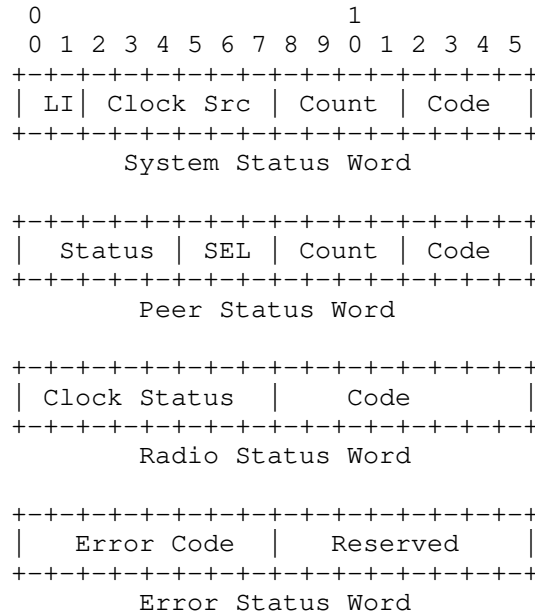 0                   1
 0 1 2 3 4 5 6 7 8 9 0 1 2 3 4 5
+-+-+-+-+-+-+-+-+-+-+-+-+-+-+-+-+
| LI| Clock Src | Count | Code  |
+-+-+-+-+-+-+-+-+-+-+-+-+-+-+-+-+
       System Status Word
+-+-+-+-+-+-+-+-+-+-+-+-+-+-+-+-+
|  Status | SEL | Count | Code  |
+-+-+-+-+-+-+-+-+-+-+-+-+-+-+-+-+
        Peer Status Word
+-+-+-+-+-+-+-+-+-+-+-+-+-+-+-+-+
| Clock Status  |    Code       |
+-+-+-+-+-+-+-+-+-+-+-+-+-+-+-+-+
        Radio Status Word
+-+-+-+-+-+-+-+-+-+-+-+-+-+-+-+-+
|   Error Code  |   Reserved    |
+-+-+-+-+-+-+-+-+-+-+-+-+-+-+-+-+
        Error Status Word